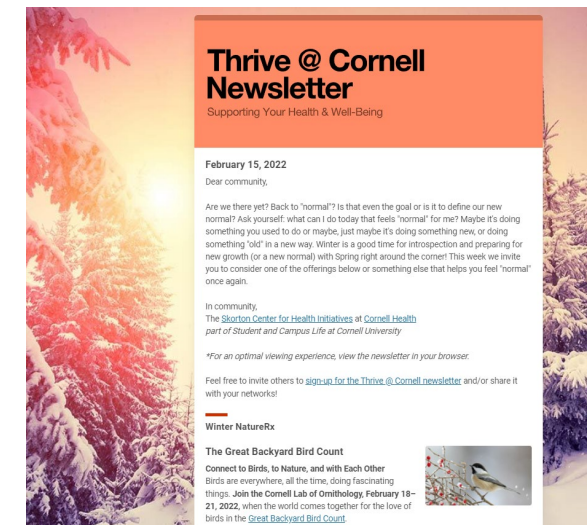 Thrive @ Cornell
Newsletter
Supporting Your Health & Well-Being
February 15, 2022
Dear community,
Are we there yet? Back to "normal"? Is that even the goal or is it to define our new
normal? Ask yourself: what can I do today that feels "normal" for me? Maybe it's doing
something you used to do or maybe, just maybe it's doing something new, or doing
something "old" in a new way. Winter is a good time for introspection and preparing for
new growth (or a new normal) with Spring right around the corner! This week we invite
you to consider one of the offerings below or something else that helps you feel "normal"
once again.
In community,
The Skorton Center for Health Initiatives at Cornell Health
part of Student and Campus Life at Cornell University
*For an optimal viewing experience, view the newsletter in your browser.
Feel free to invite others to sign-up for the Thrive @ Cornell newsletter and/or share it
with your networks!
Winter NatureRx
The Great Backyard Bird Count
Connect to Birds, to Nature, and with Each Other
Birds are everywhere, all the time, doing fascinating
things. Join the Cornell Lab of Ornithology, February 18–
21, 2022, when the world comes together for the love of
birds in the Great Backyard Bird Count.